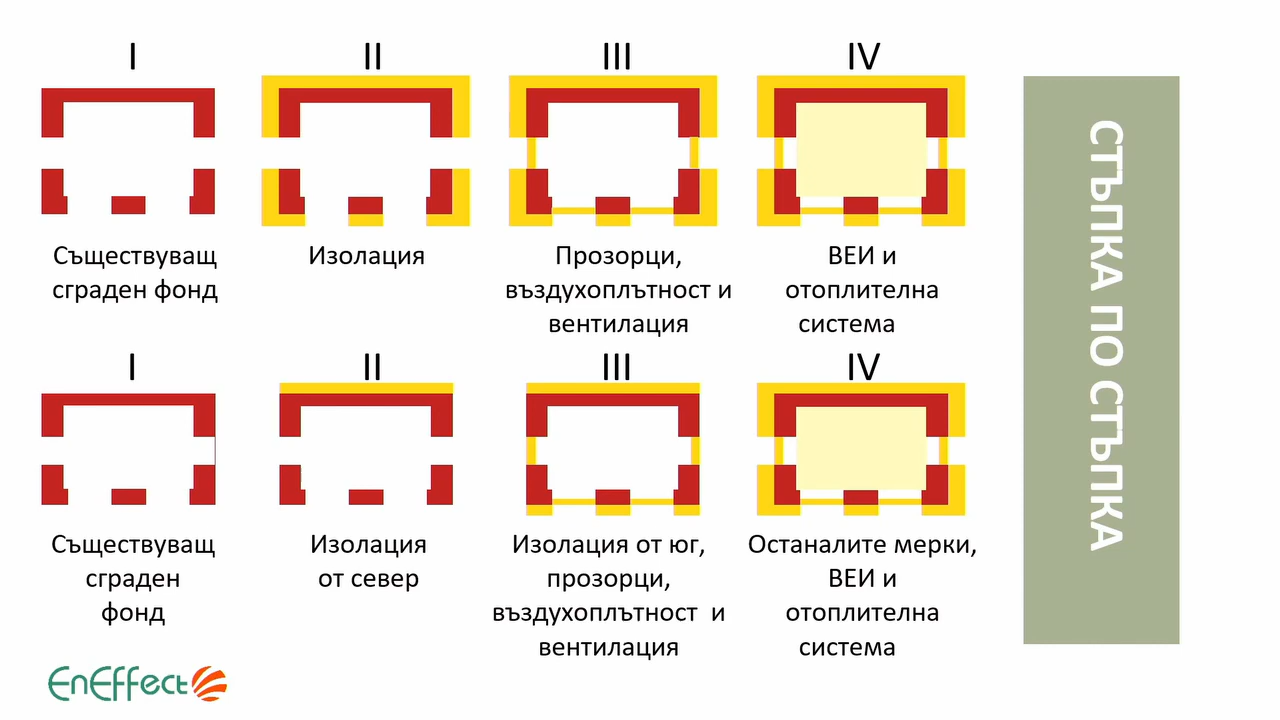 I II III IV
Съществуващ
сграден фонд
Изолация
Прозорци,
въздухоплътност и
вентилация
ВЕИ и
отоплителна
система
I II III IV
Съществуващ
сграден
фонд
Изолация
от север
Изолация от юг,
прозорци,
въздухоплътност и
вентилация
Останалите мерки,
ВЕИ и
отоплителна
система
СТЪПКА ПО СТЪПКА
EnEffect